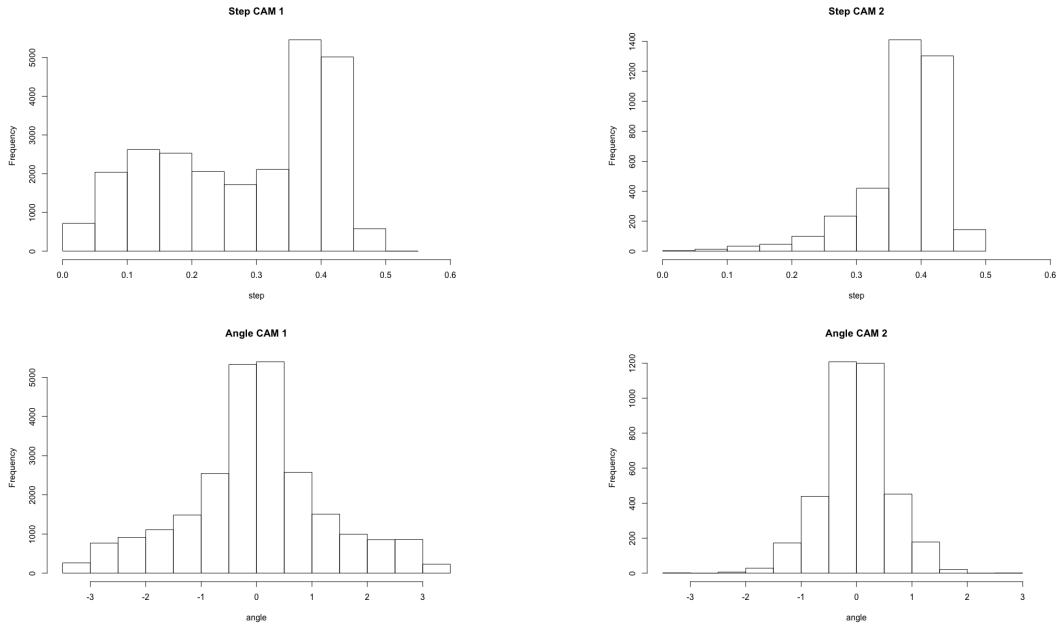 Step CAM 1
Frequency
0 1000 2000 3000 4000 5000
0.0 0.1 0.2 0.3 0.4 0.5 0.6
step
Step CAM 2
Frequency
0 200 400 600 800 1000 1200 1400
0.0 0.1 0.2 0.3 0.4 0.5 0.6
step
Angle CAM 1
Frequency
0 1000 2000 3000 4000 5000
-3 -2 -1 0 1 2 3
angle
Angle CAM 2
Frequency
0 200 400 600 800 1000 1200
-3 -2 -1 0 1 2 3
angle